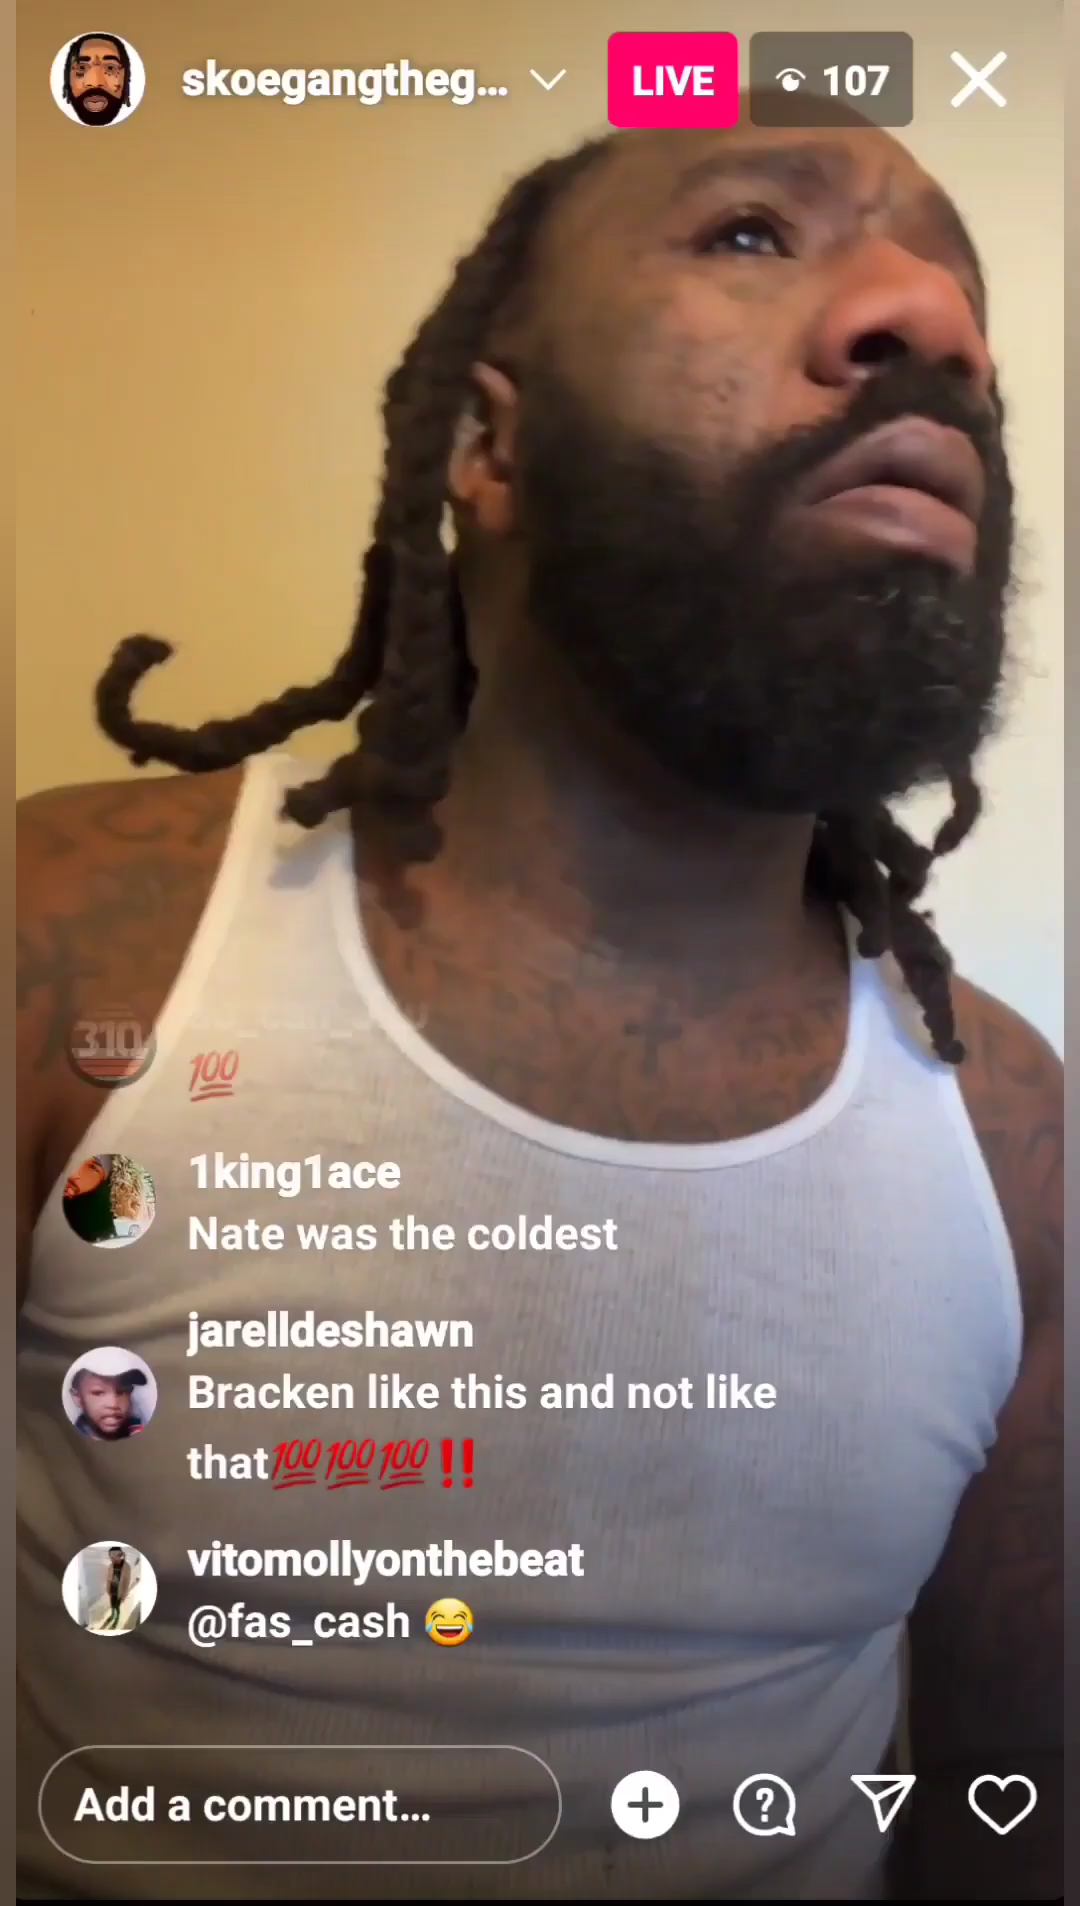 skoegangtheg...
LIVE
107
310
💯
1king1ace
Nate was the coldest
jarelldeshawn
Bracken like this and not like
that💯💯💯‼️
vitomollyonthebeat
@fas_cash 😂
Add a comment...